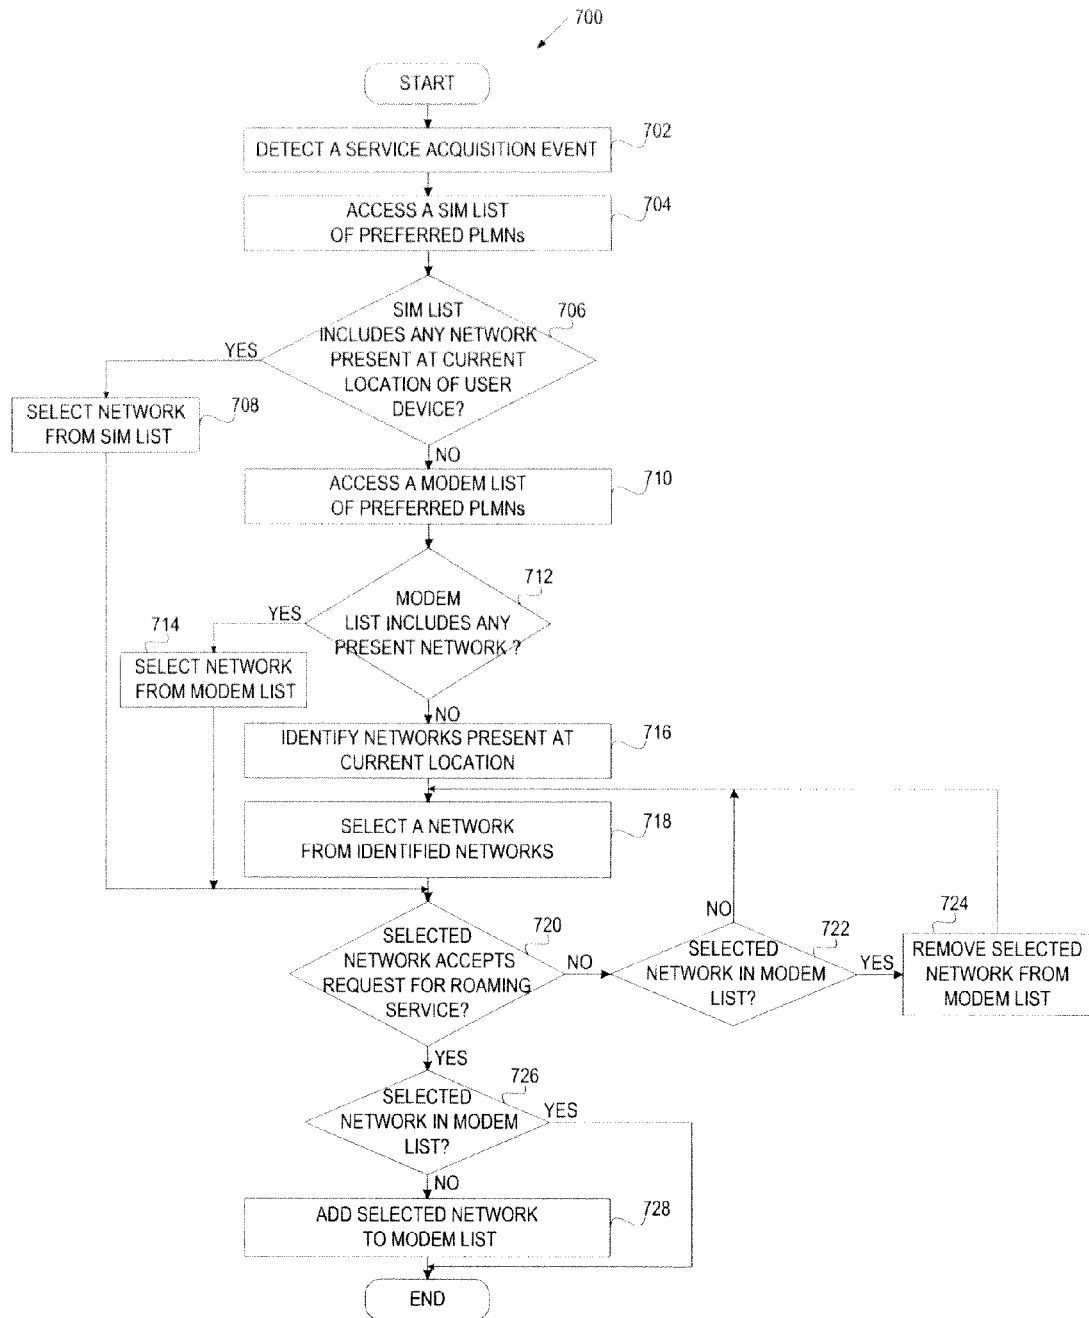 700
START
702
DETECT A SERVICE ACQUISITION EVENT
704
ACCESS A SIM LIST
OF PREFERRED PLMNs
706
SIM LIST
INCLUDES ANY NETWORK
PRESENT AT CURRENT
LOCATION OF USER
DEVICE?
YES
708
SELECT NETWORK
FROM SIM LIST
NO
710
ACCESS A MODEM LIST
OF PREFERRED PLMNs
712
MODEM
LIST INCLUDES ANY
PRESENT NETWORK ?
YES
714
SELECT NETWORK
FROM MODEM LIST
NO
716
IDENTIFY NETWORKS PRESENT AT
CURRENT LOCATION
718
SELECT A NETWORK
FROM IDENTIFIED NETWORKS
720
SELECTED
NETWORK ACCEPTS
REQUEST FOR ROAMING
SERVICE?
NO
722
SELECTED
NETWORK IN MODEM
LIST?
NO
YES
724
REMOVE SELECTED
NETWORK FROM
MODEM LIST
YES
726
SELECTED
NETWORK IN MODEM
LIST?
YES
NO
728
ADD SELECTED NETWORK
TO MODEM LIST
END